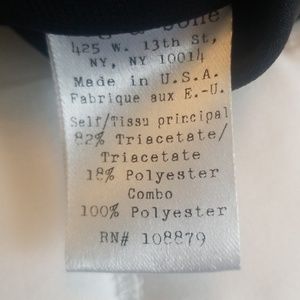 425 W. 13th St,
NY, NY 10014
Made in U.S.A.
Fabrique aux E.-U.
Self/Tissu principal
82% Triacetate/
Triacetate
18% Polyester
Combo
100% Polyester
RN# 108879